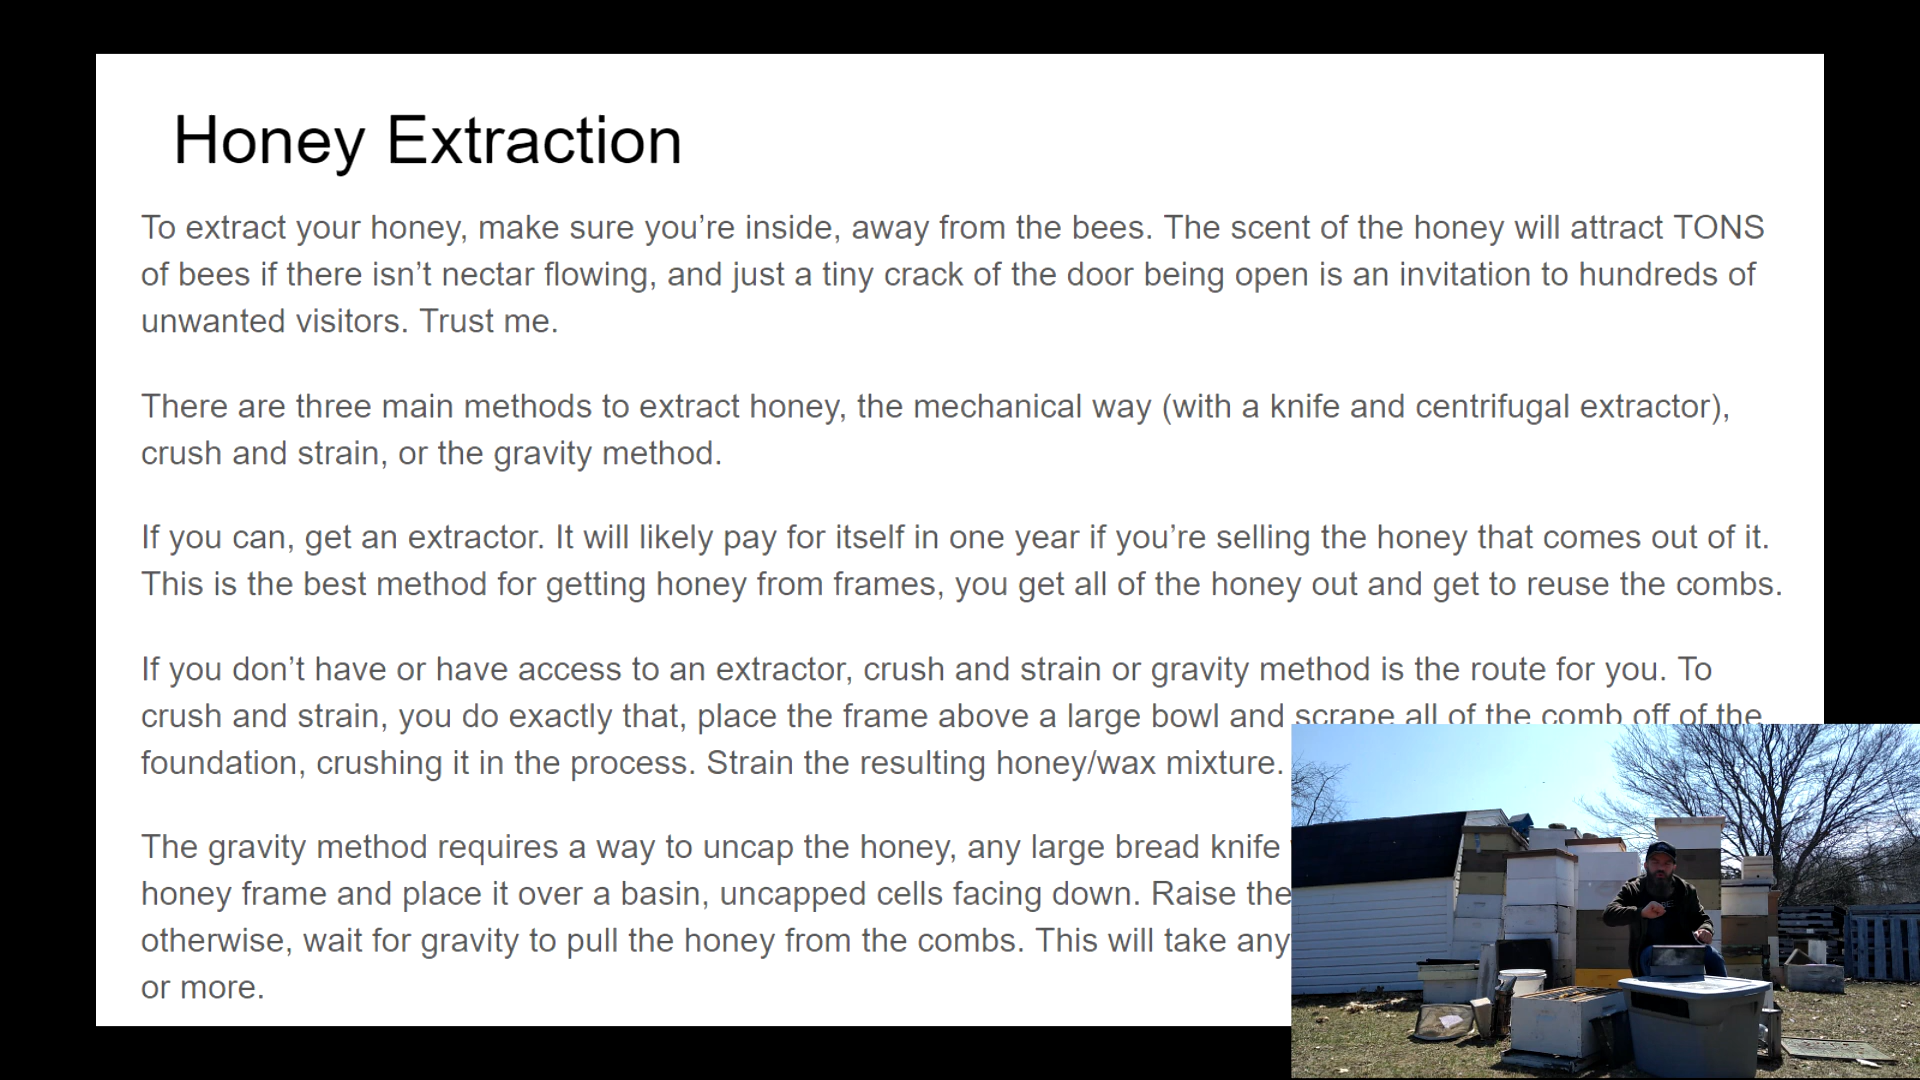 Honey Extraction
To extract your honey, make sure you’re inside, away from the bees. The scent of the honey will attract TONS
of bees if there isn’t nectar flowing, and just a tiny crack of the door being open is an invitation to hundreds of
unwanted visitors. Trust me.
There are three main methods to extract honey, the mechanical way (with a knife and centrifugal extractor),
crush and strain, or the gravity method.
If you can, get an extractor. It will likely pay for itself in one year if you’re selling the honey that comes out of it.
This is the best method for getting honey from frames, you get all of the honey out and get to reuse the combs.
If you don’t have or have access to an extractor, crush and strain or gravity method is the route for you. To
crush and strain, you do exactly that, place the frame above a large bowl and scrape all of the comb off of the
foundation, crushing it in the process. Strain the resulting honey/wax mixture.
The gravity method requires a way to uncap the honey, any large bread knife
honey frame and place it over a basin, uncapped cells facing down. Raise the
otherwise, wait for gravity to pull the honey from the combs. This will take any
or more.